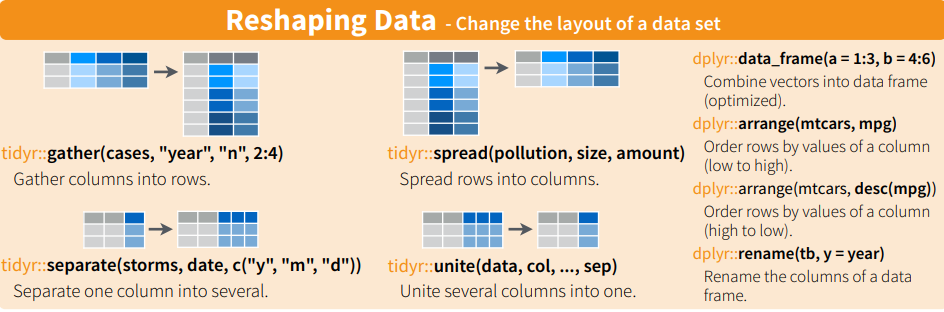 Reshaping Data - Change the layout of a data set
tidyr::gather(cases, "year", "n", 2:4)
Gather columns into rows.
tidyr::spread(pollution, size, amount)
Spread rows into columns.
tidyr::separate(storms, date, c("y", "m", "d"))
Separate one column into several.
tidyr::unite(data, col, ..., sep)
Unite several columns into one.
dplyr::data_frame(a = 1:3, b = 4:6)
Combine vectors into data frame
(optimized).
dplyr::arrange(mtcars, mpg)
Order rows by values of a column
(low to high).
dplyr::arrange(mtcars, desc(mpg))
Order rows by values of a column
(high to low).
dplyr::rename(tb, y = year)
Rename the columns of a data
frame.